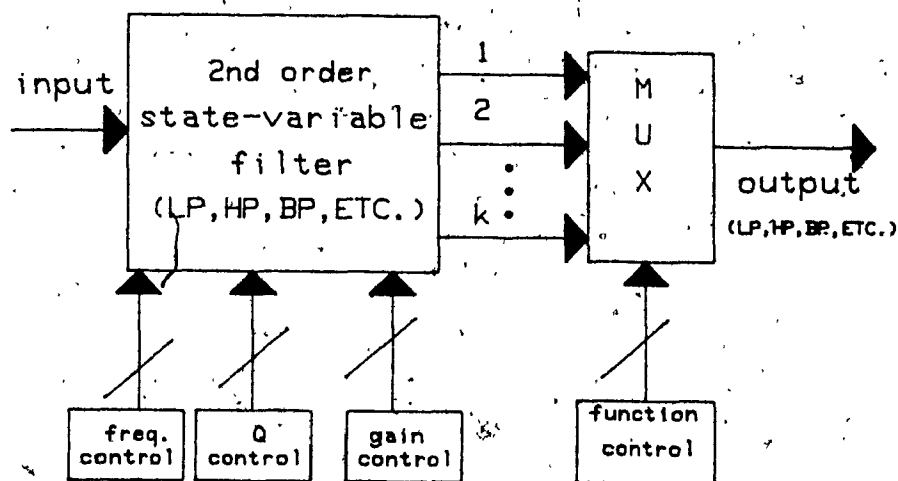 input
2nd order
state-variable
filter
(LP,HP,BP,ETC.)
1
2
k
M
U
X
output
(LP,HP,BP,ETC.)
freq.
control
Q
control
gain
control
function
control